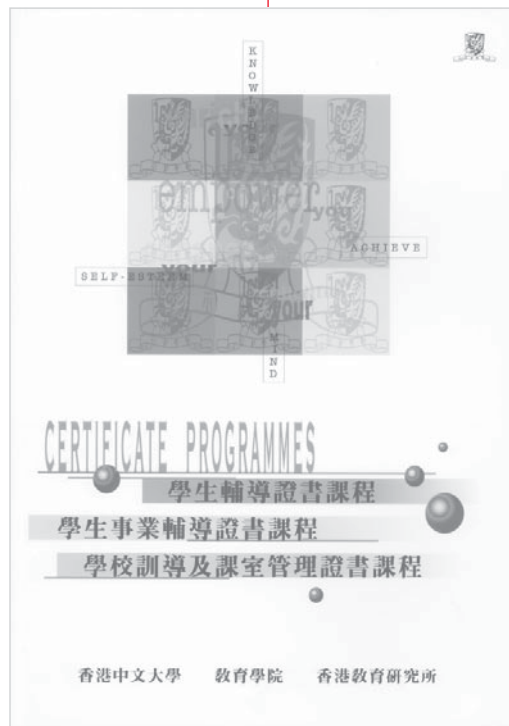 KNOWLEDGE
your
empower
you
ACHIEVE
SELF-ESTEEM
your
your
MIND
CERTIFICATE PROGRAMMES
學生輔導證書課程
學生事業輔導證書課程
學校訓導及課室管理證書課程
香港中文大學 教育學院 香港教育研究所